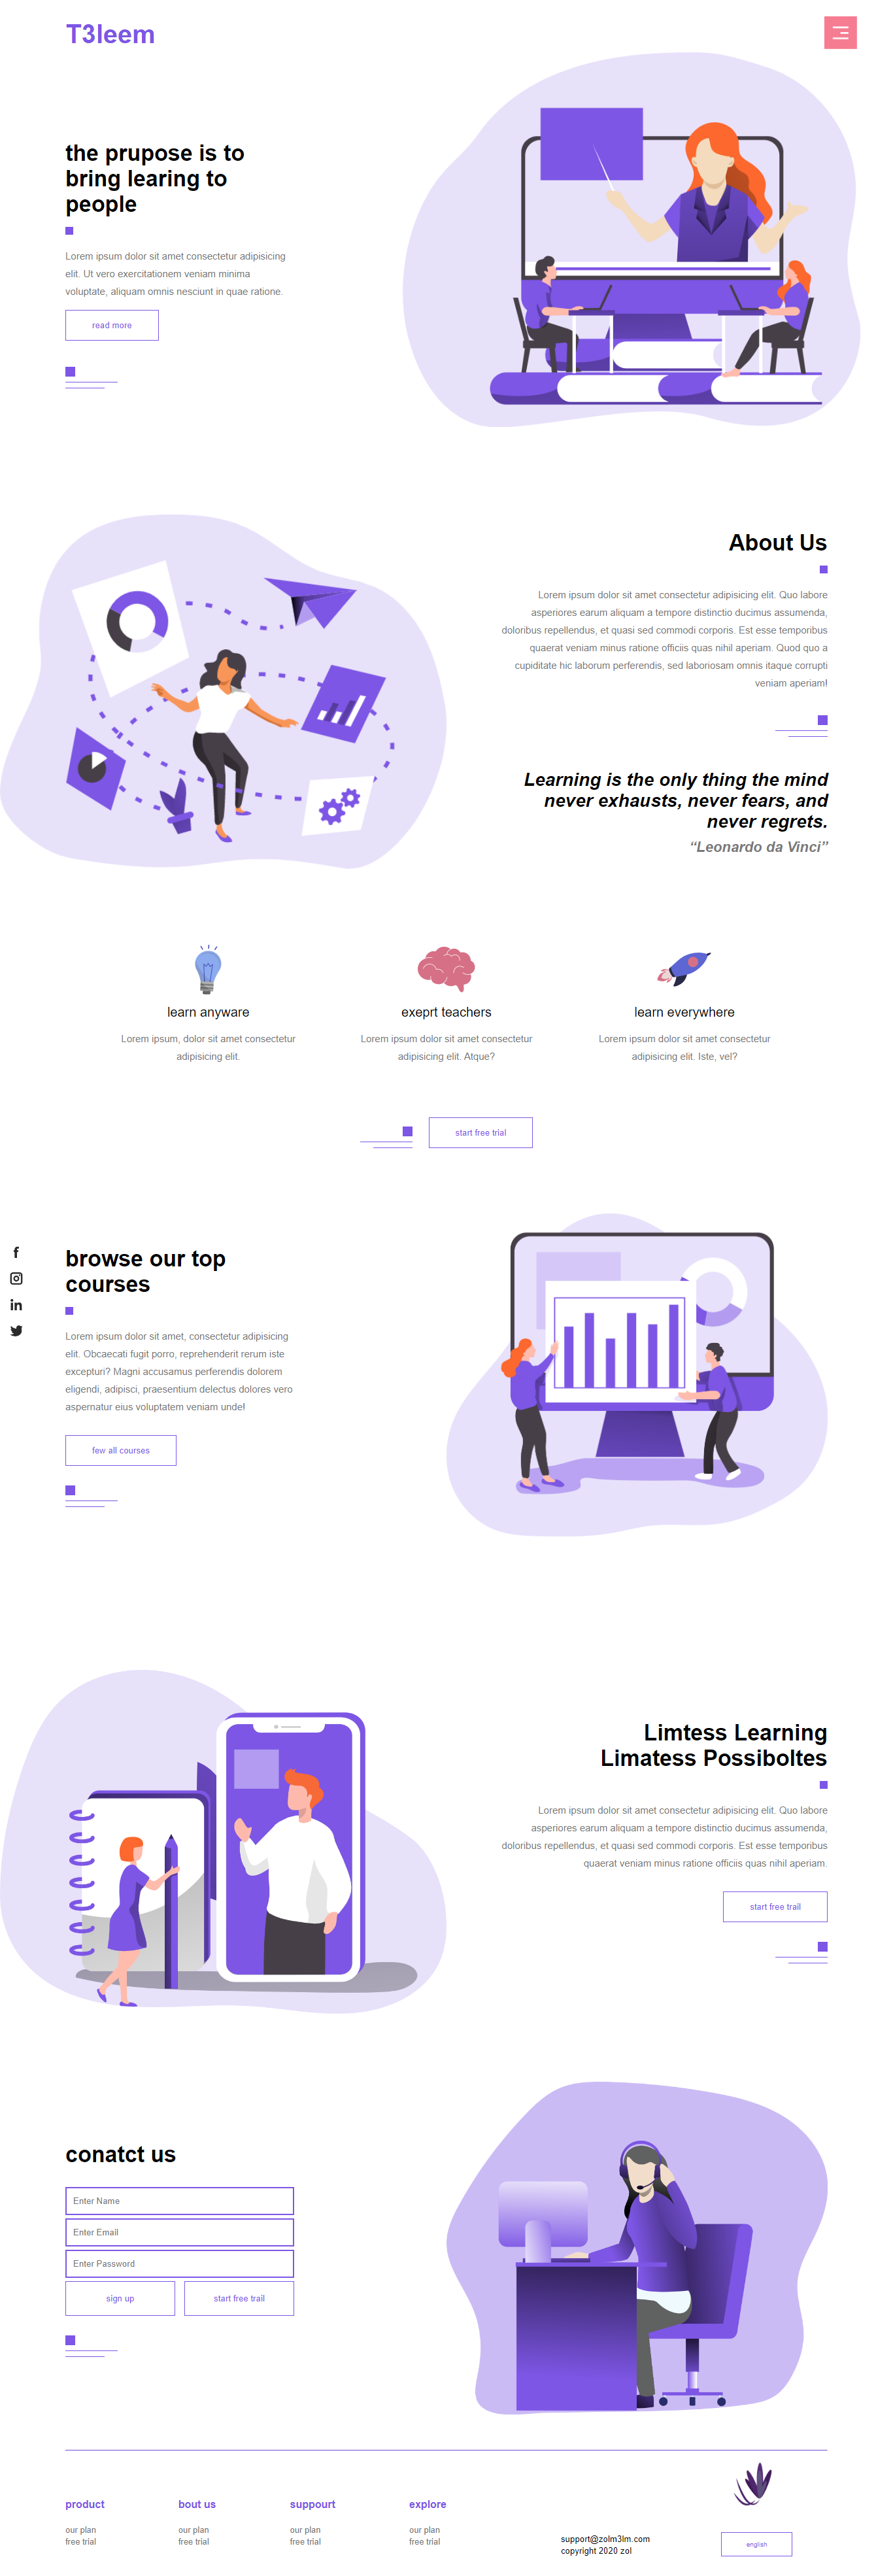 T3leem
the prupose is to
bring learing to
people
Lorem ipsum dolor sit amet consectetur adipisicing
elit. Ut vero exercitationem veniam minima
voluptate, aliquam omnis nesciunt in quae ratione.
read more
About Us
Lorem ipsum dolor sit amet consectetur adipisicing elit. Quo labore
asperiores earum aliquam a tempore distinctio ducimus assumenda,
doloribus repellendus, et quasi sed commodi corporis. Est esse temporibus
quaerat veniam minus ratione officiis quas nihil aperiam. Quod quo a
cupiditate hic laborum perferendis, sed laboriosam omnis itaque corrupti
veniam aperiam!
Learning is the only thing the mind
never exhausts, never fears, and
never regrets.
“Leonardo da Vinci”
learn anyware
Lorem ipsum, dolor sit amet consectetur
adipisicing elit.
exeprt teachers
Lorem ipsum dolor sit amet consectetur
adipisicing elit. Atque?
learn everywhere
Lorem ipsum dolor sit amet consectetur
adipisicing elit. Iste, vel?
start free trial
browse our top
courses
Lorem ipsum dolor sit amet, consectetur adipisicing
elit. Obcaecati fugit porro, reprehenderit rerum iste
excepturi? Magni accusamus perferendis dolorem
eligendi, adipisci, praesentium delectus dolores vero
aspernatur eius voluptatem veniam unde!
few all courses
Limtess Learning
Limatess Possiboltes
Lorem ipsum dolor sit amet consectetur adipisicing elit. Quo labore
asperiores earum aliquam a tempore distinctio ducimus assumenda,
doloribus repellendus, et quasi sed commodi corporis. Est esse temporibus
quaerat veniam minus ratione officiis quas nihil aperiam.
start free trail
conatct us
Enter Name
Enter Email
Enter Password
sign up
start free trail
product
our plan
free trial
bout us
our plan
free trial
suppourt
our plan
free trial
explore
our plan
free trial
support@zolm3lm.com
copyright 2020 zol
english